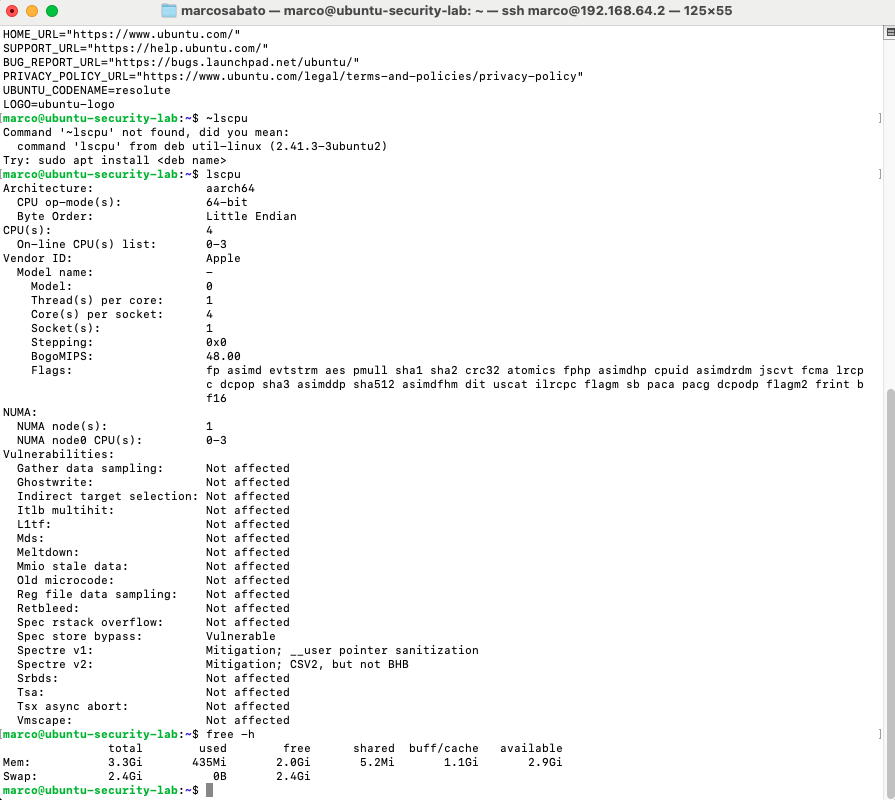 marcosabato — marco@ubuntu-security-lab: ~ — ssh marco@192.168.64.2 — 125×55
HOME_URL="https://www.ubuntu.com/"
SUPPORT_URL="https://help.ubuntu.com/"
BUG_REPORT_URL="https://bugs.launchpad.net/ubuntu/"
PRIVACY_POLICY_URL="https://www.ubuntu.com/legal/terms-and-policies/privacy-policy"
UBUNTU_CODENAME=resolute
LOGO=ubuntu-logo
[marco@ubuntu-security-lab:~$ ~lscpu ]
Command '~lscpu' not found, did you mean:
  command 'lscpu' from deb util-linux (2.41.3-3ubuntu2)
Try: sudo apt install <deb name>
[marco@ubuntu-security-lab:~$ lscpu ]
Architecture:                aarch64
  CPU op-mode(s):            64-bit
  Byte Order:                Little Endian
CPU(s):                      4
  On-line CPU(s) list:       0-3
Vendor ID:                   Apple
  Model name:                -
    Model:                   0
    Thread(s) per core:      1
    Core(s) per socket:      4
    Socket(s):               1
    Stepping:                0x0
    BogoMIPS:                48.00
    Flags:                   fp asimd evtstrm aes pmull sha1 sha2 crc32 atomics fphp asimdhp cpuid asimdrdm jscvt fcma lrcp
                             c dcpop sha3 asimddp sha512 asimdfhm dit uscat ilrcpc flagm sb paca pacg dcpodp flagm2 frint b
                             f16
NUMA:
  NUMA node(s):              1
  NUMA node0 CPU(s):         0-3
Vulnerabilities:
  Gather data sampling:      Not affected
  Ghostwrite:                Not affected
  Indirect target selection: Not affected
  Itlb multihit:             Not affected
  L1tf:                      Not affected
  Mds:                       Not affected
  Meltdown:                  Not affected
  Mmio stale data:           Not affected
  Old microcode:             Not affected
  Reg file data sampling:    Not affected
  Retbleed:                  Not affected
  Spec rstack overflow:      Not affected
  Spec store bypass:         Vulnerable
  Spectre v1:                Mitigation; __user pointer sanitization
  Spectre v2:                Mitigation; CSV2, but not BHB
  Srbds:                     Not affected
  Tsa:                       Not affected
  Tsx async abort:           Not affected
  Vmscape:                   Not affected
[marco@ubuntu-security-lab:~$ free -h ]
               total        used        free      shared  buff/cache   available
Mem:           3.3Gi       435Mi       2.0Gi       5.2Mi       1.1Gi       2.9Gi
Swap:          2.4Gi          0B       2.4Gi
marco@ubuntu-security-lab:~$